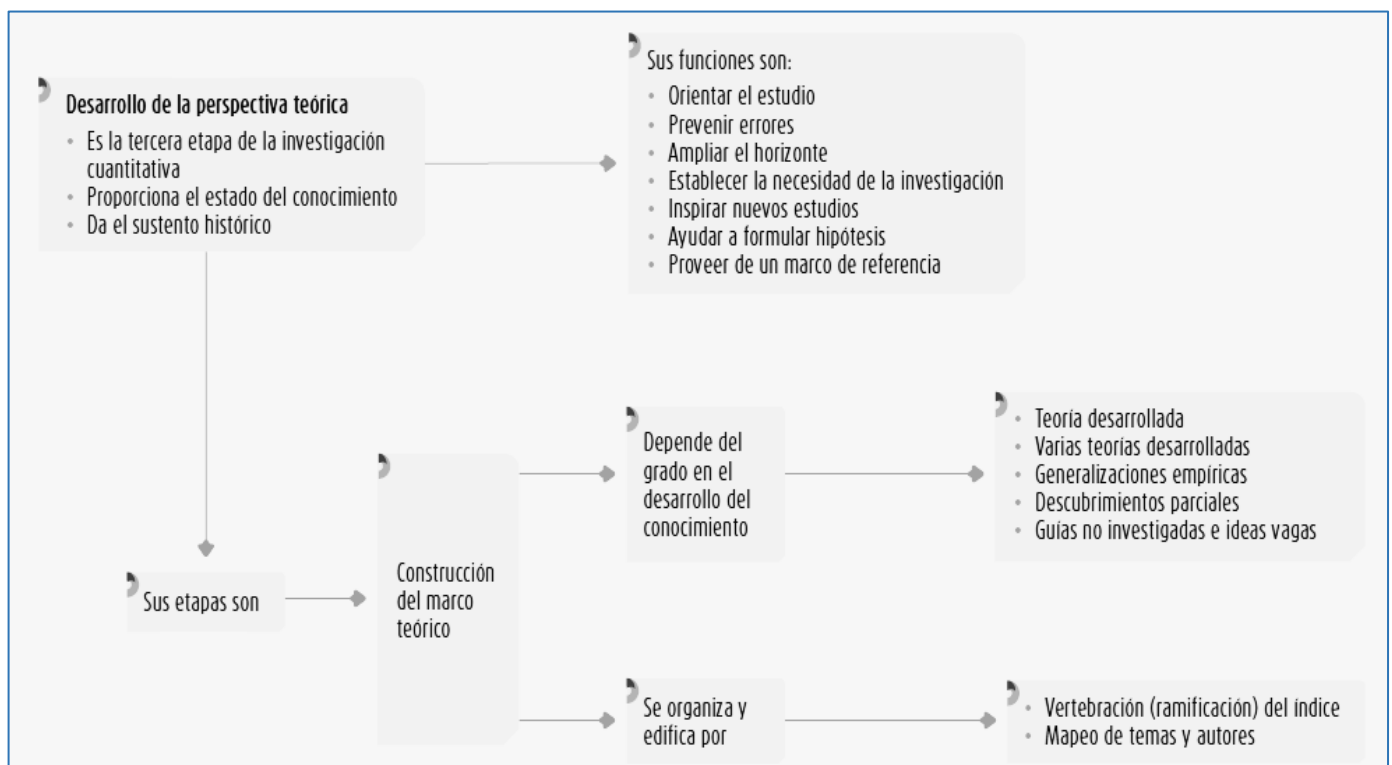 Desarrollo de la perspectiva teórica
• Es la tercera etapa de la investigación
cuantitativa
• Proporciona el estado del conocimiento
• Da el sustento histórico
Sus funciones son:
• Orientar el estudio
• Prevenir errores
• Ampliar el horizonte
• Establecer la necesidad de la investigación
• Inspirar nuevos estudios
• Ayudar a formular hipótesis
• Proveer de un marco de referencia
Sus etapas son
Construcción
del marco
teórico
Depende del
grado en el
desarrollo del
conocimiento
• Teoría desarrollada
• Varias teorías desarrolladas
• Generalizaciones empíricas
• Descubrimientos parciales
• Guías no investigadas e ideas vagas
Se organiza y
edifica por
• Vertebración (ramificación) del índice
• Mapeo de temas y autores